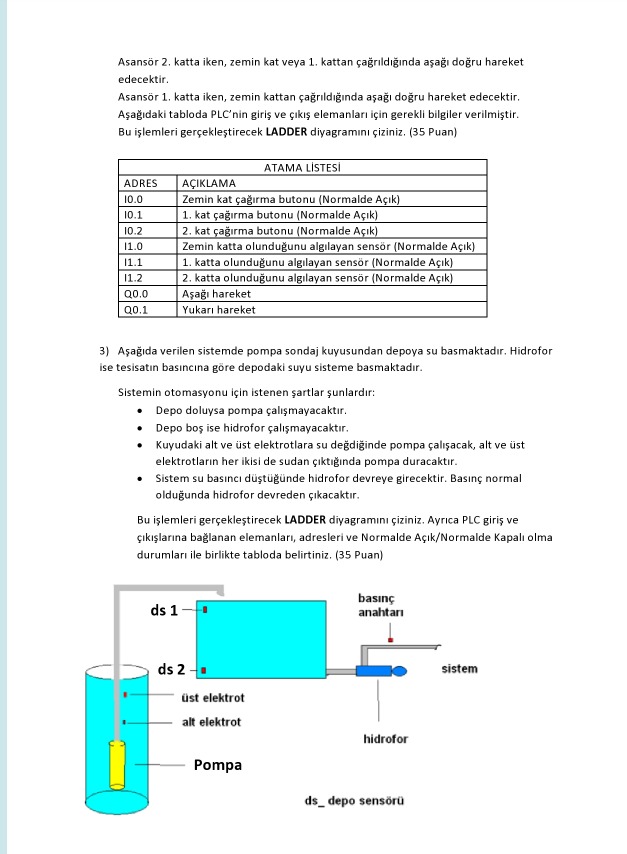 Asansör 2. katta iken, zemin kat veya 1. kattan çağrıldığında aşağı doğru hareket
edecektir.
Asansör 1. katta iken, zemin kattan çağrıldığında aşağı doğru hareket edecektir.
Aşağıdaki tabloda PLC’nin giriş ve çıkış elemanları için gerekli bilgiler verilmiştir.
Bu işlemleri gerçekleştirecek LADDER diyagramını çiziniz. (35 Puan)
ATAMA LİSTESİ
ADRES AÇIKLAMA
I0.0 Zemin kat çağırma butonu (Normalde Açık)
I0.1 1. kat çağırma butonu (Normalde Açık)
I0.2 2. kat çağırma butonu (Normalde Açık)
I1.0 Zemin katta olunduğunu algılayan sensör (Normalde Açık)
I1.1 1. katta olunduğunu algılayan sensör (Normalde Açık)
I1.2 2. katta olunduğunu algılayan sensör (Normalde Açık)
Q0.0 Aşağı hareket
Q0.1 Yukarı hareket
3) Aşağıda verilen sistemde pompa sondaj kuyusundan depoya su basmaktadır. Hidrofor
ise tesisatın basıncına göre depodaki suyu sisteme basmaktadır.
Sistemin otomasyonu için istenen şartlar şunlardır:
• Depo doluysa pompa çalışmayacaktır.
• Depo boş ise hidrofor çalışmayacaktır.
• Kuyudaki alt ve üst elektrotlara su değdiğinde pompa çalışacak, alt ve üst
elektrotların her ikisi de sudan çıktığında pompa duracaktır.
• Sistem su basıncı düştüğünde hidrofor devreye girecektir. Basınç normal
olduğunda hidrofor devreden çıkacaktır.
Bu işlemleri gerçekleştirecek LADDER diyagramını çiziniz. Ayrıca PLC giriş ve
çıkışlarına bağlanan elemanları, adresleri ve Normalde Açık/Normalde Kapalı olma
durumları ile birlikte tabloda belirtiniz. (35 Puan)
ds 1
basınç
anahtarı
ds 2
sistem
üst elektrot
alt elektrot
hidrofor
Pompa
ds_ depo sensörü